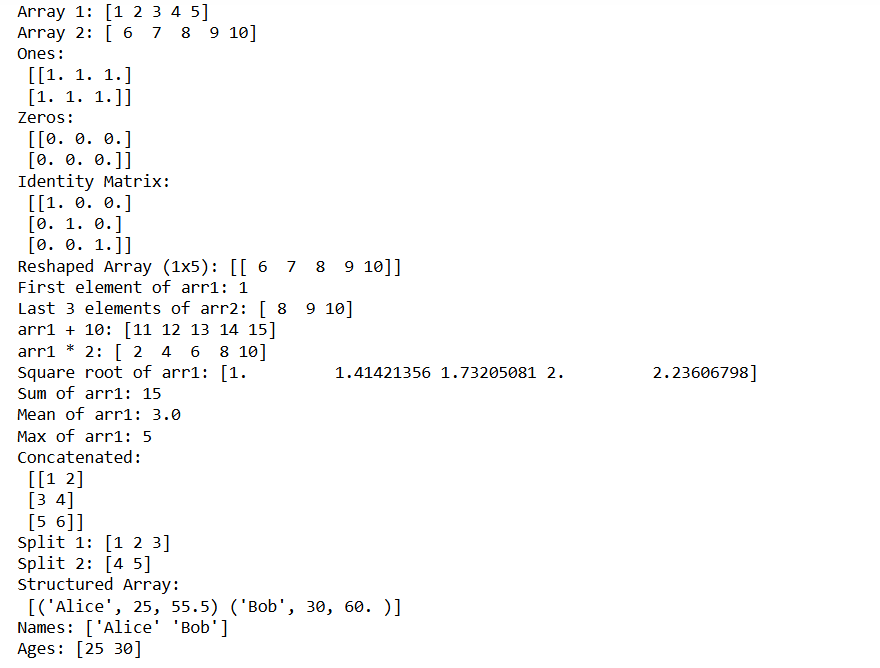 Array 1: [1 2 3 4 5]
Array 2: [ 6  7  8  9 10]
Ones:
 [[1. 1. 1.]
 [1. 1. 1.]]
Zeros:
 [[0. 0. 0.]
 [0. 0. 0.]]
Identity Matrix:
 [[1. 0. 0.]
 [0. 1. 0.]
 [0. 0. 1.]]
Reshaped Array (1x5): [[ 6  7  8  9 10]]
First element of arr1: 1
Last 3 elements of arr2: [ 8  9 10]
arr1 + 10: [11 12 13 14 15]
arr1 * 2: [ 2  4  6  8 10]
Square root of arr1: [1.         1.41421356 1.73205081 2.         2.23606798]
Sum of arr1: 15
Mean of arr1: 3.0
Max of arr1: 5
Concatenated:
 [[1 2]
 [3 4]
 [5 6]]
Split 1: [1 2 3]
Split 2: [4 5]
Structured Array:
 [('Alice', 25, 55.5) ('Bob', 30, 60. )]
Names: ['Alice' 'Bob']
Ages: [25 30]